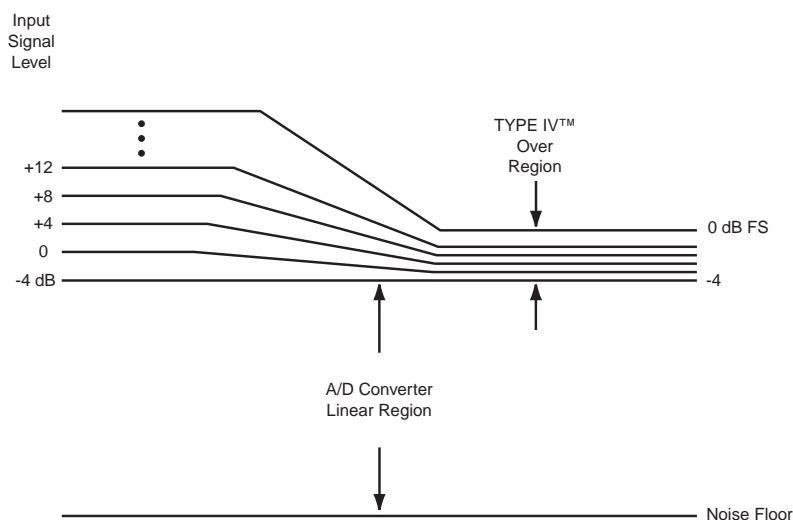 Input
Signal
Level
TYPE IV™
Over
Region
+12
+8
+4
0
-4 dB
0 dB FS
-4
A/D Converter
Linear Region
Noise Floor